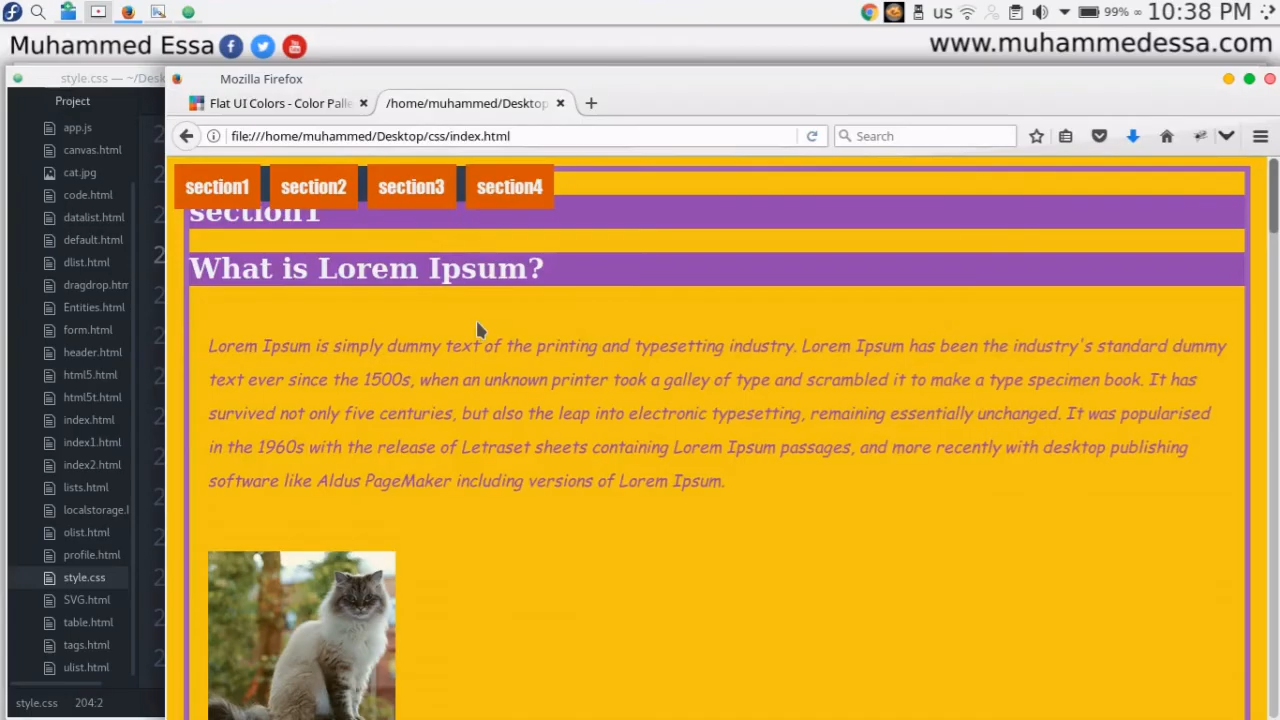 us 99% 10:38 PM
Muhammed Essa
www.muhammedessa.com
style.css — ~/Desk
Mozilla Firefox
Project
Flat UI Colors - Color Palle
/home/muhammed/Desktop
file:///home/muhammed/Desktop/css/index.html
Search
app.js
canvas.html
cat.jpg
code.html
datalist.html
default.html
dlist.html
dragdrop.htm
Entities.html
form.html
header.html
html5.html
html5t.html
index.html
index1.html
index2.html
lists.html
localstorage.l
olist.html
profile.html
style.css
SVG.html
table.html
tags.html
ulist.html
style.css 204:2
section1 section2 section3 section4
section1
What is Lorem Ipsum?
Lorem Ipsum is simply dummy text of the printing and typesetting industry. Lorem Ipsum has been the industry's standard dummy
text ever since the 1500s, when an unknown printer took a galley of type and scrambled it to make a type specimen book. It has
survived not only five centuries, but also the leap into electronic typesetting, remaining essentially unchanged. It was popularised
in the 1960s with the release of Letraset sheets containing Lorem Ipsum passages, and more recently with desktop publishing
software like Aldus PageMaker including versions of Lorem Ipsum.